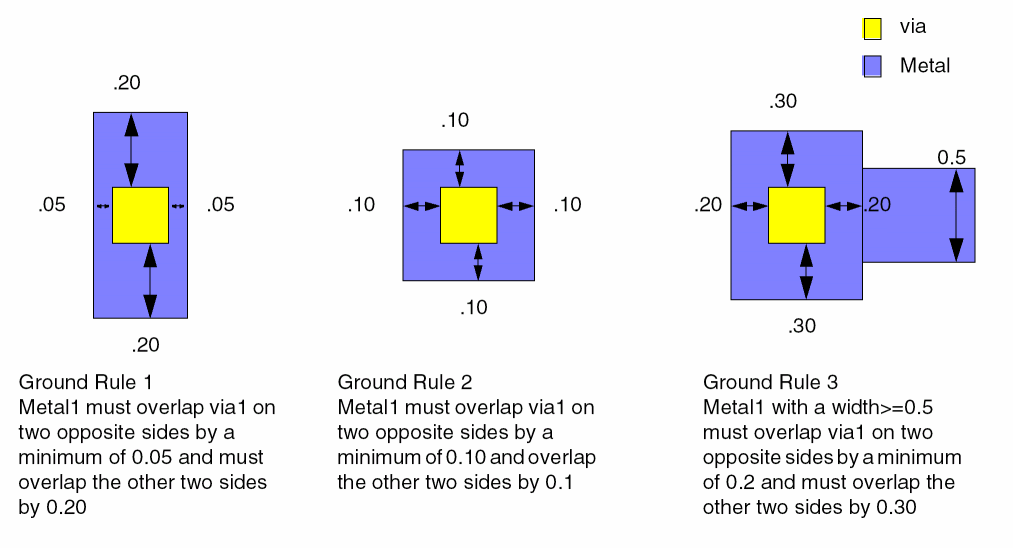 via
Metal
.20
.05
.05
.20
.10
.10
.10
.10
.30
0.5
.20
.20
.30
Ground Rule 1
Metal1 must overlap via1 on
two opposite sides by a
minimum of 0.05 and must
overlap the other two sides
by 0.20
Ground Rule 2
Metal1 must overlap via1 on
two opposite sides by a
minimum of 0.10 and overlap
the other two sides by 0.1
Ground Rule 3
Metal1 with a width>=0.5
must overlap via1 on two
opposite sides by a minimum
of 0.2 and must overlap the
other two sides by 0.30